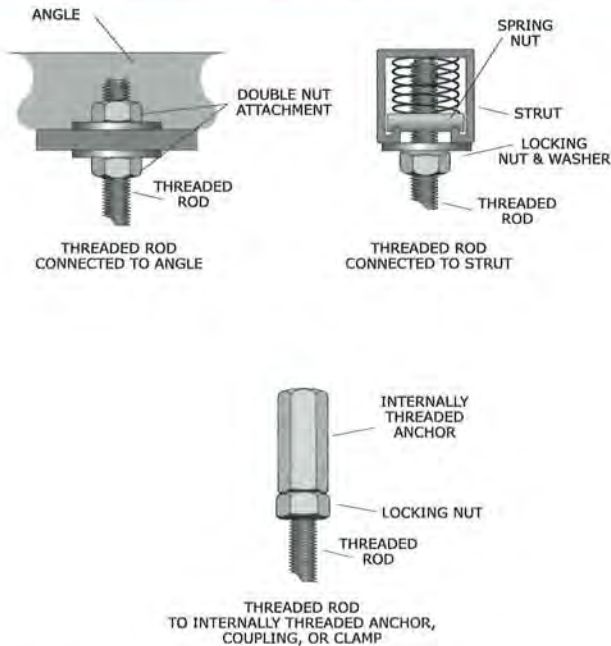 ANGLE
DOUBLE NUT
ATTACHMENT
THREADED
ROD
THREADED ROD
CONNECTED TO ANGLE
SPRING
NUT
STRUT
LOCKING
NUT & WASHER
THREADED
ROD
THREADED ROD
CONNECTED TO STRUT
INTERNALLY
THREADED
ANCHOR
LOCKING NUT
THREADED
ROD
THREADED ROD
TO INTERNALLY THREADED ANCHOR,
COUPLING, OR CLAMP